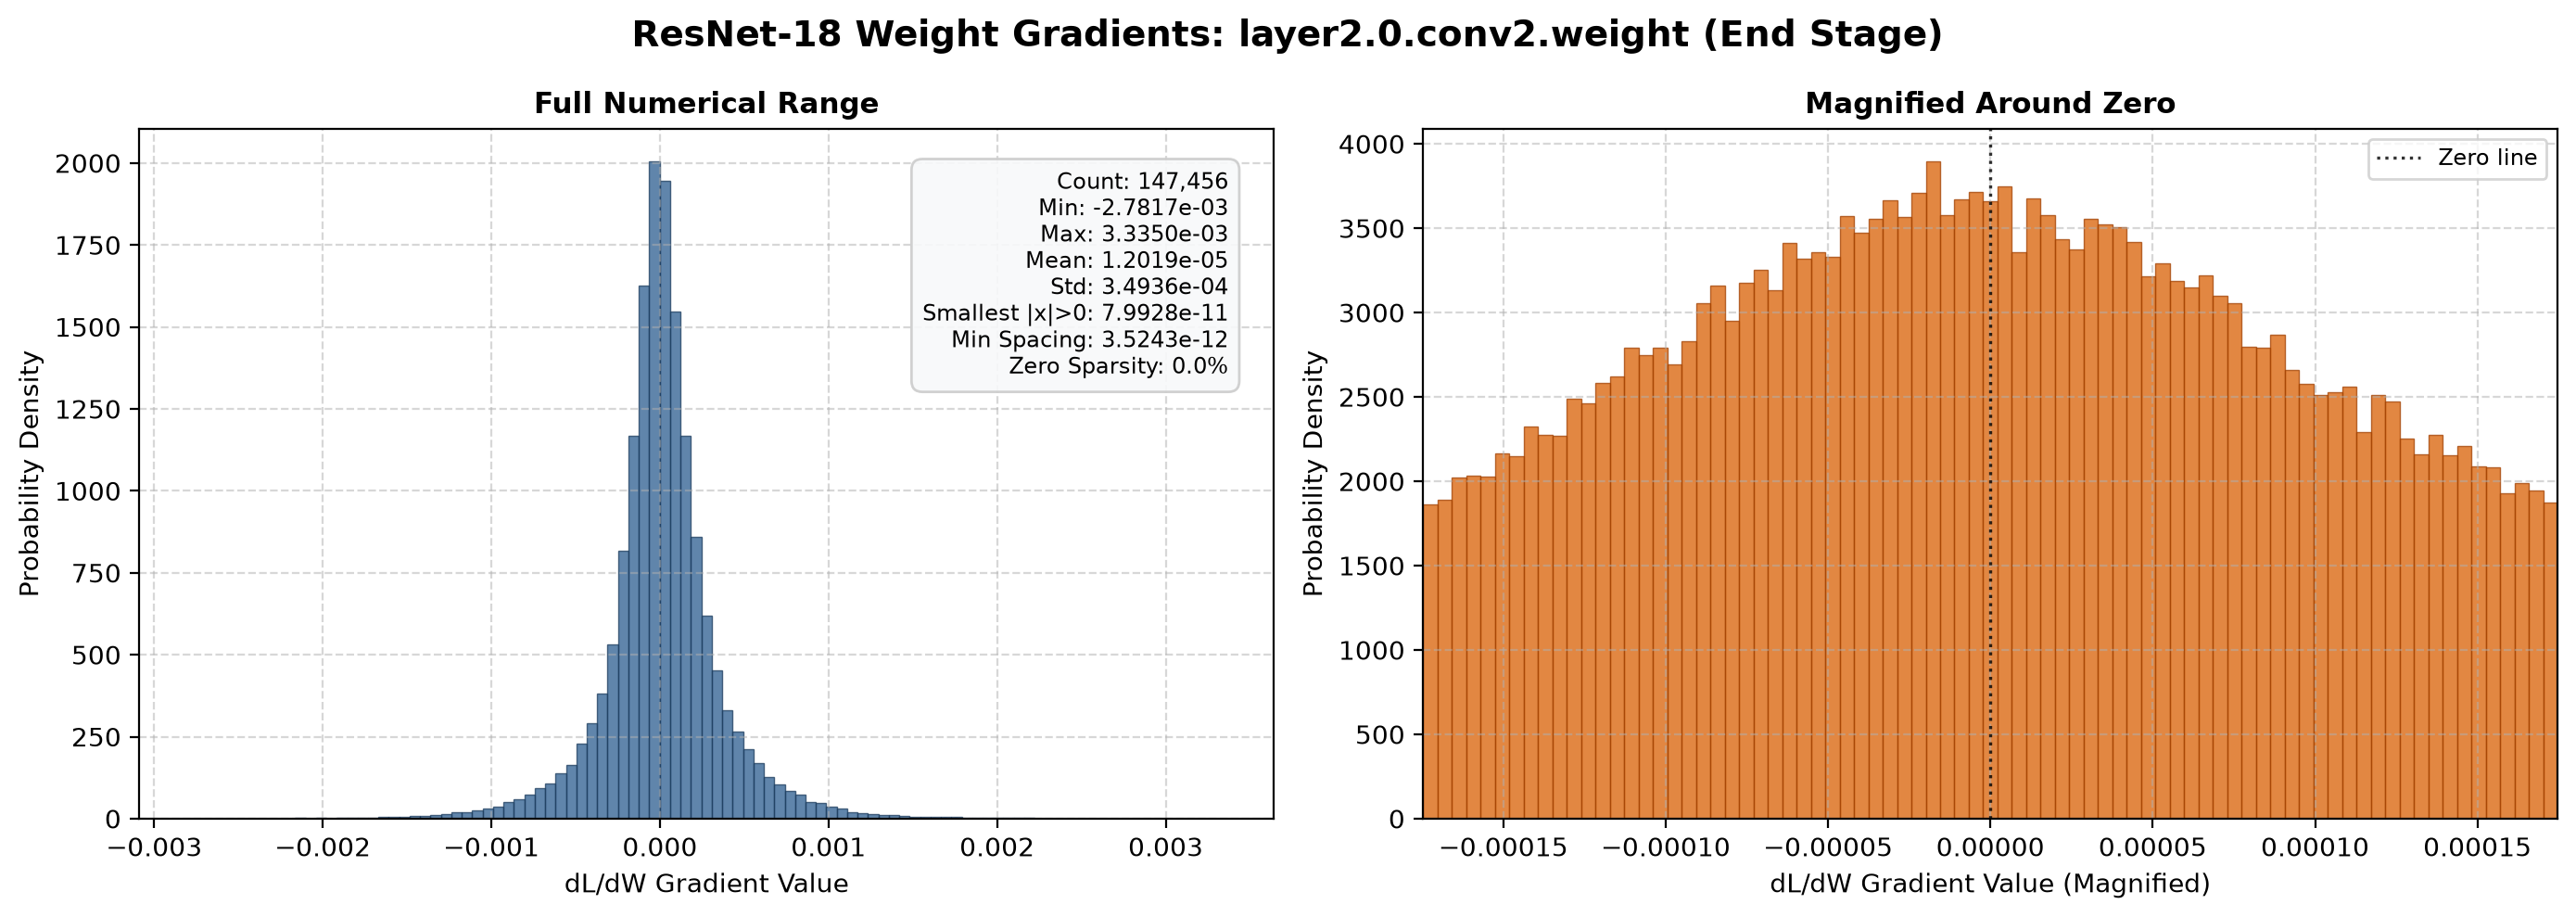 ResNet-18 Weight Gradients: layer2.0.conv2.weight (End Stage)
Full Numerical Range
Probability Density
2000
1750
1500
1250
1000
750
500
250
0
Count: 147,456
Min: -2.7817e-03
Max: 3.3350e-03
Mean: 1.2019e-05
Std: 3.4936e-04
Smallest |x|>0: 7.9928e-11
Min Spacing: 3.5243e-12
Zero Sparsity: 0.0%
−0.003 −0.002 −0.001 0.000 0.001 0.002 0.003
dL/dW Gradient Value
Magnified Around Zero
Probability Density
4000
3500
3000
2500
2000
1500
1000
500
0
Zero line
−0.00015 −0.00010 −0.00005 0.00000 0.00005 0.00010 0.00015
dL/dW Gradient Value (Magnified)